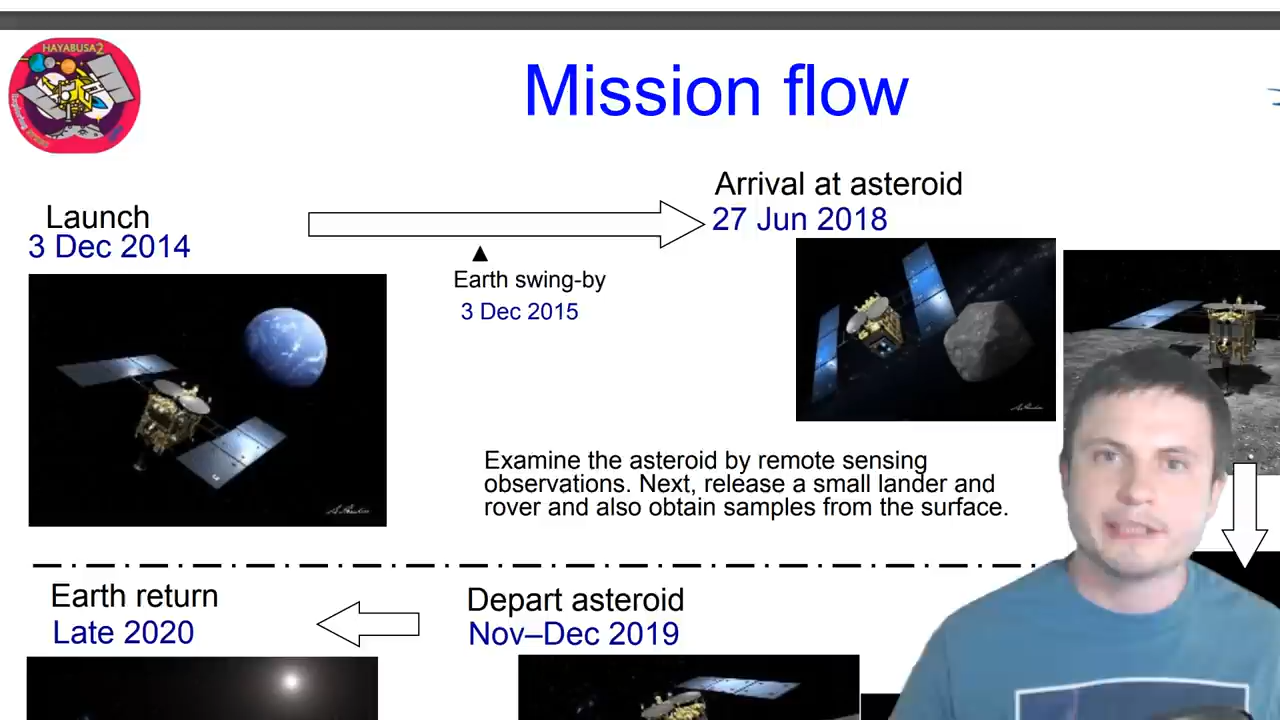 HAYABUSA2
Mission flow
Launch
3 Dec 2014
Earth swing-by
3 Dec 2015
Arrival at asteroid
27 Jun 2018
Examine the asteroid by remote sensing
observations. Next, release a small lander and
rover and also obtain samples from the surface.
Earth return
Late 2020
Depart asteroid
Nov–Dec 2019